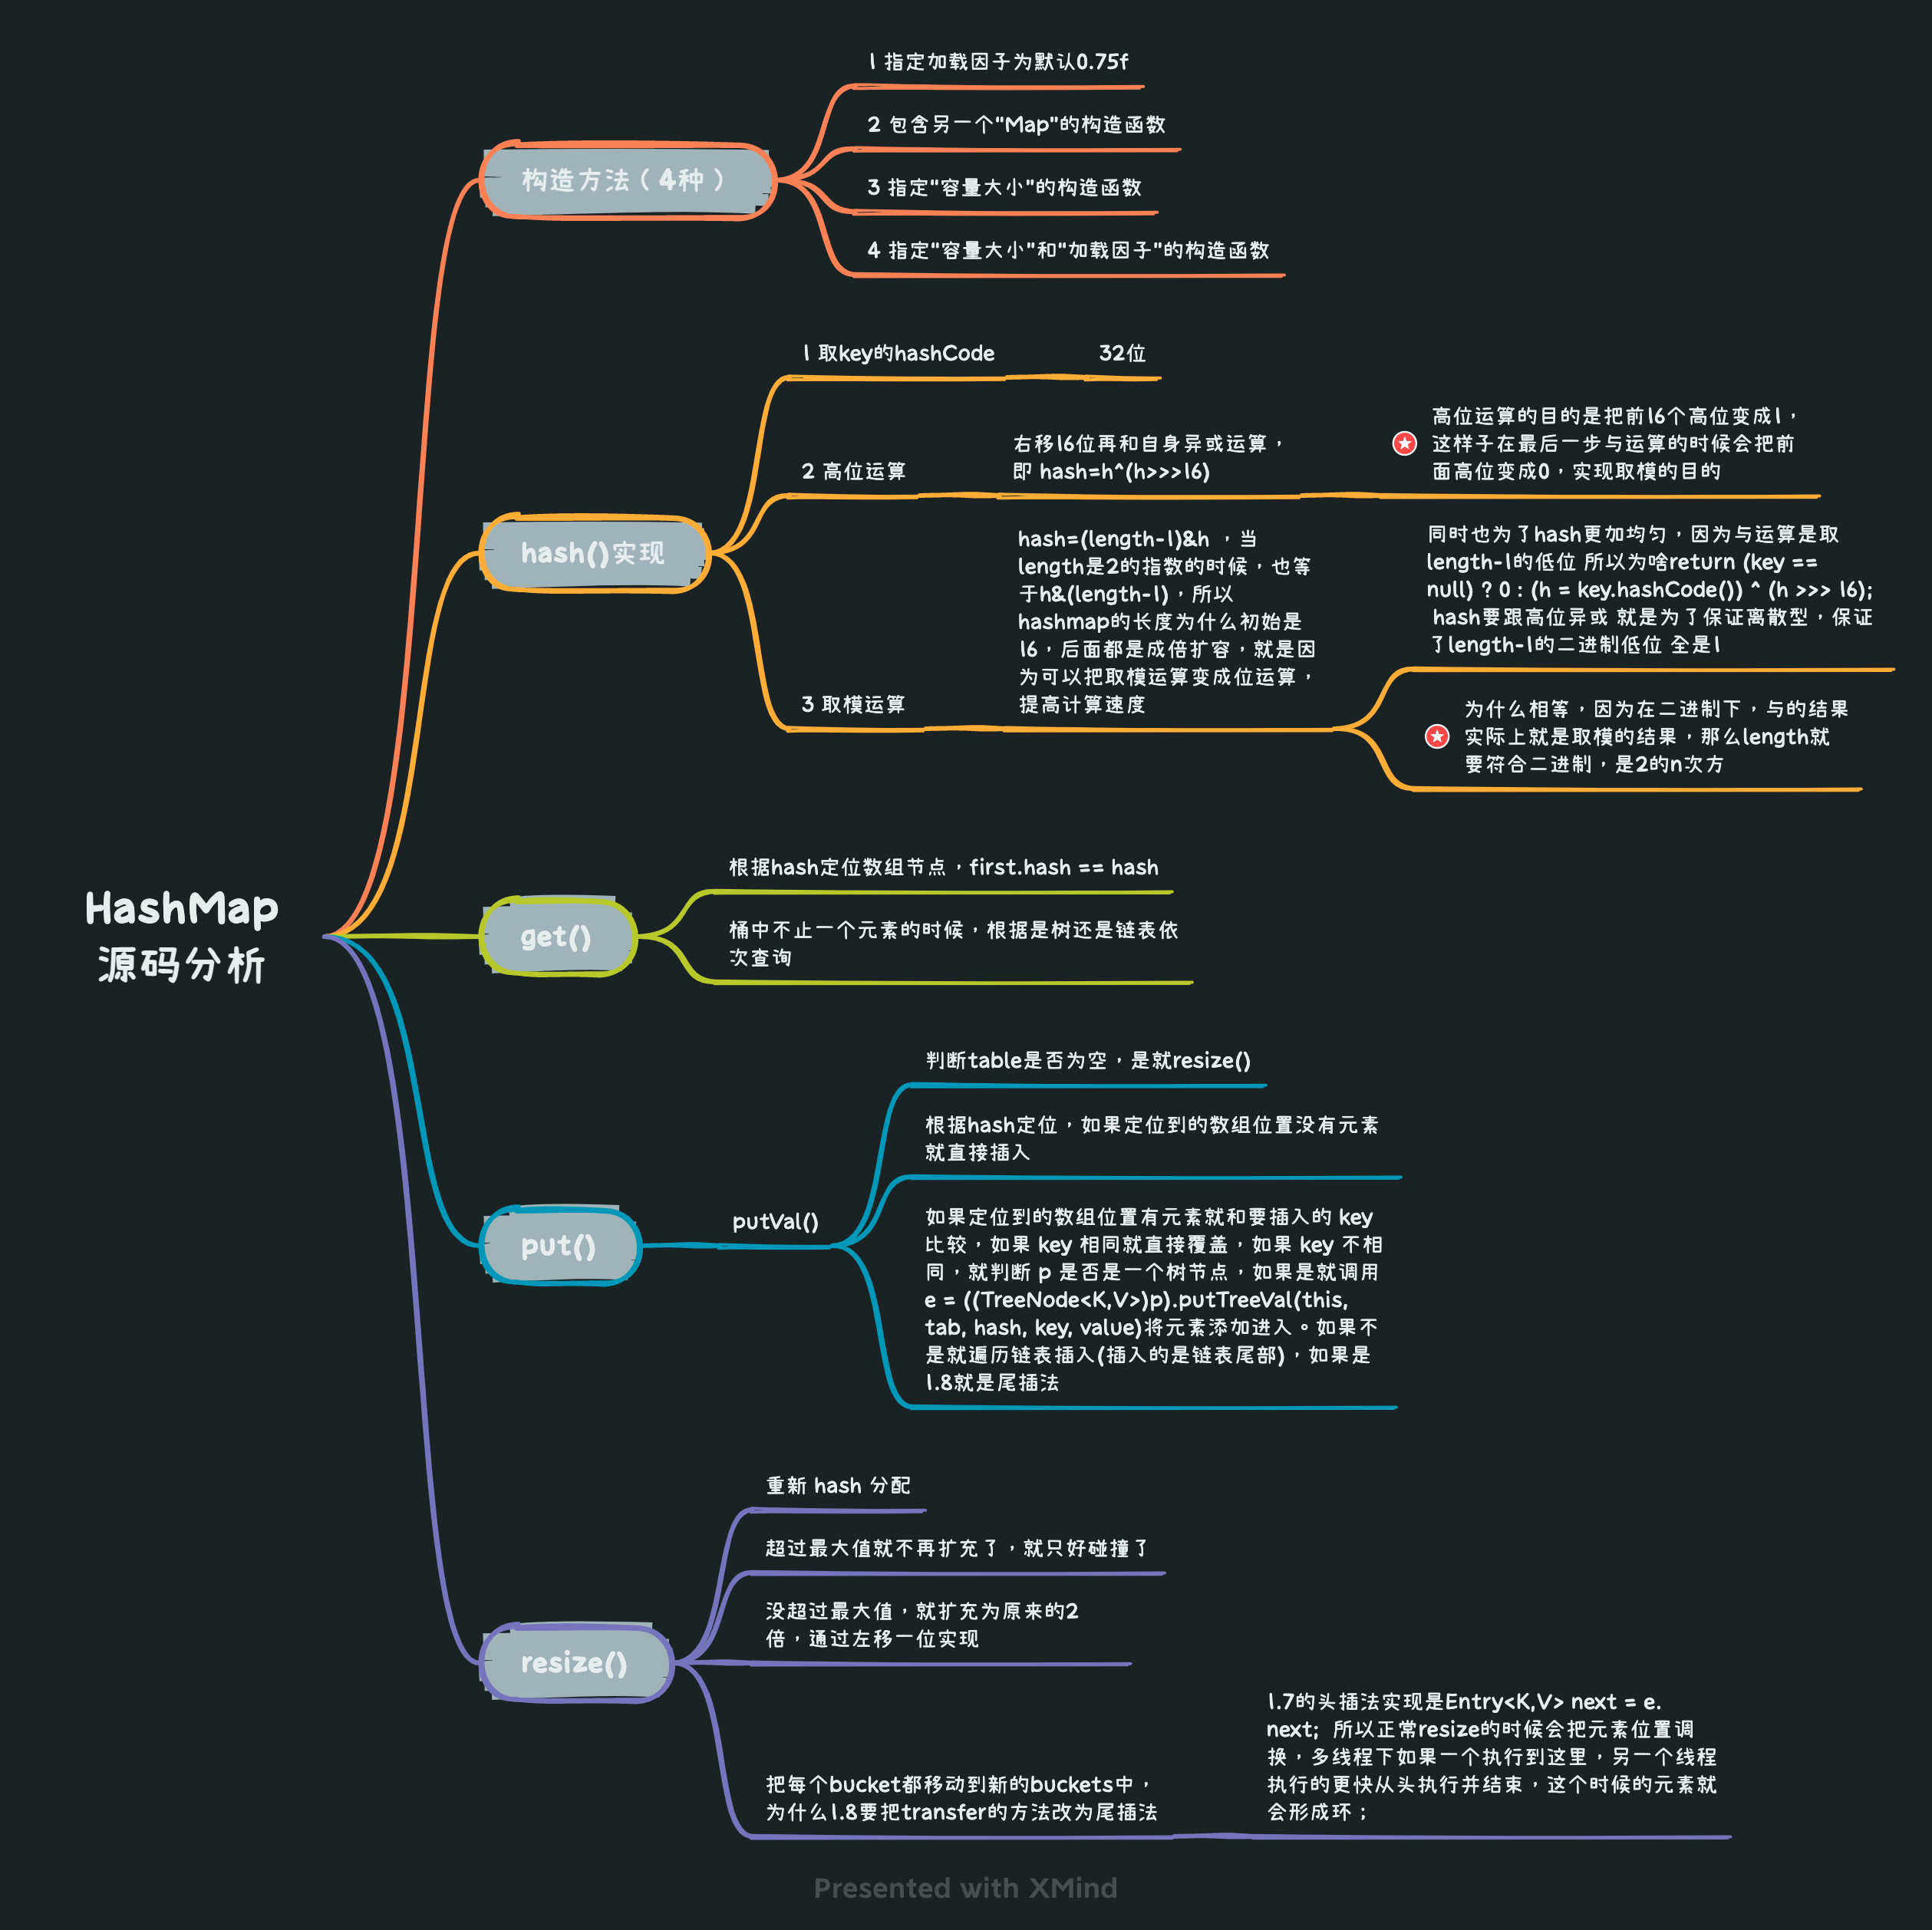 HashMap
源码分析
构造方法（4种）
1 指定加载因子为默认0.75f
2 包含另一个"Map"的构造函数
3 指定"容量大小"的构造函数
4 指定"容量大小"和"加载因子"的构造函数
hash()实现
1 取key的hashCode
32位
2 高位运算
右移16位再和自身异或运算，
即 hash=h^(h>>>16)
高位运算的目的是把前16个高位变成1，
这样子在最后一步与运算的时候会把前
面高位变成0，实现取模的目的
3 取模运算
hash=(length-1)&h ，当
length是2的指数的时候，也等
于h&(length-1)，所以
hashmap的长度为什么初始是
16，后面都是成倍扩容，就是因
为可以把取模运算变成位运算，
提高计算速度
同时也为了hash更加均匀，因为与运算是取
length-1的低位 所以为啥return (key ==
null) ? 0 : (h = key.hashCode()) ^ (h >>> 16);
hash要跟高位异或 就是为了保证离散型，保证
了length-1的二进制低位 全是1
为什么相等，因为在二进制下，与的结果
实际上就是取模的结果，那么length就
要符合二进制，是2的n次方
get()
根据hash定位数组节点，first.hash == hash
桶中不止一个元素的时候，根据是树还是链表依
次查询
put()
putVal()
判断table是否为空，是就resize()
根据hash定位，如果定位到的数组位置没有元素
就直接插入
如果定位到的数组位置有元素就和要插入的 key
比较，如果 key 相同就直接覆盖，如果 key 不相
同，就判断 p 是否是一个树节点，如果是就调用
e = ((TreeNode<K,V>)p).putTreeVal(this,
tab, hash, key, value)将元素添加进入。如果不
是就遍历链表插入(插入的是链表尾部)，如果是
1.8就是尾插法
resize()
重新 hash 分配
超过最大值就不再扩充了，就只好碰撞了
没超过最大值，就扩充为原来的2
倍，通过左移一位实现
把每个bucket都移动到新的buckets中，
为什么1.8要把transfer的方法改为尾插法
1.7的头插法实现是Entry<K,V> next = e.
next; 所以正常resize的时候会把元素位置调
换，多线程下如果一个执行到这里，另一个线程
执行的更快从头执行并结束，这个时候的元素就
会形成环；
Presented with XMind